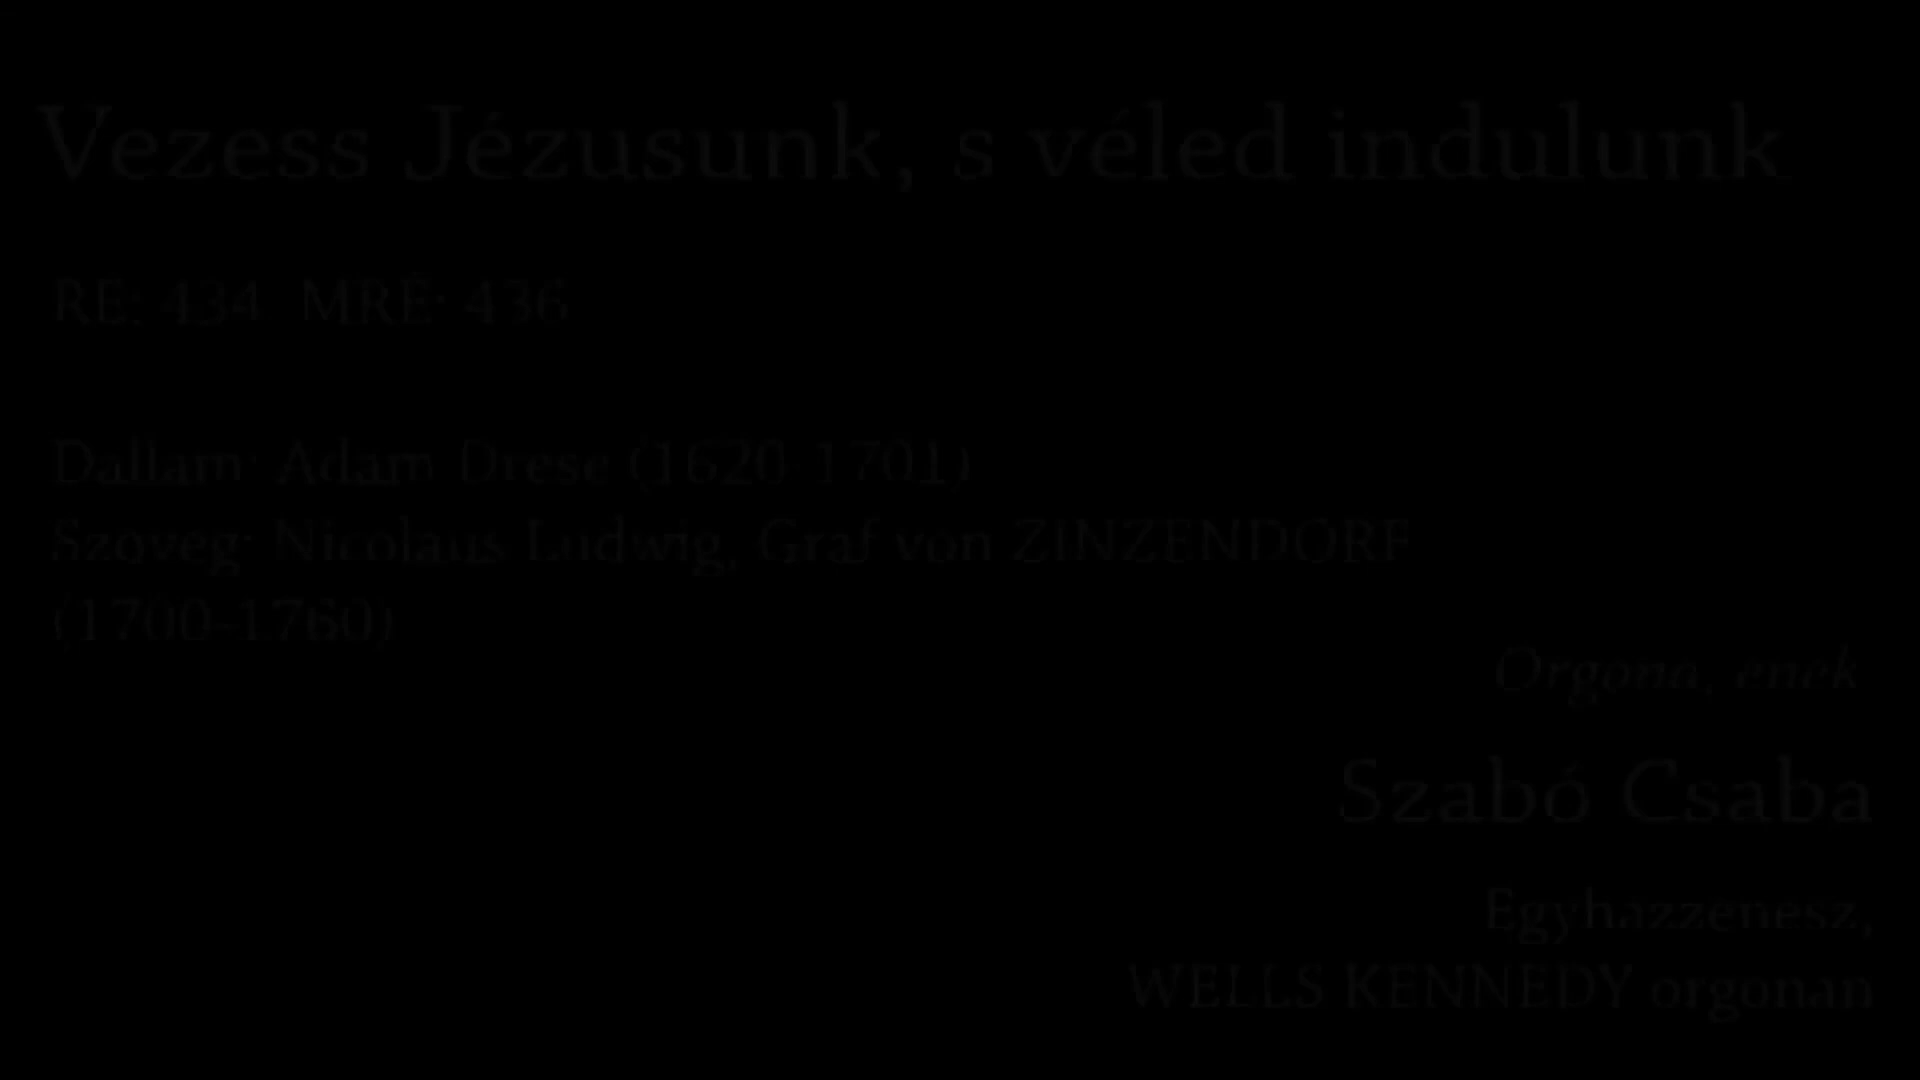 Vezess Jézusunk, s véled indulunk
RE: 434 MRÉ: 436
Dallam: Adam Drese (1620-1701)
Szöveg: Nicolaus Ludwig, Graf von ZINZENDORF
(1700-1760)
Orgona, ének
Szabó Csaba
Egyházzenész,
WELLS KENNEDY orgonán